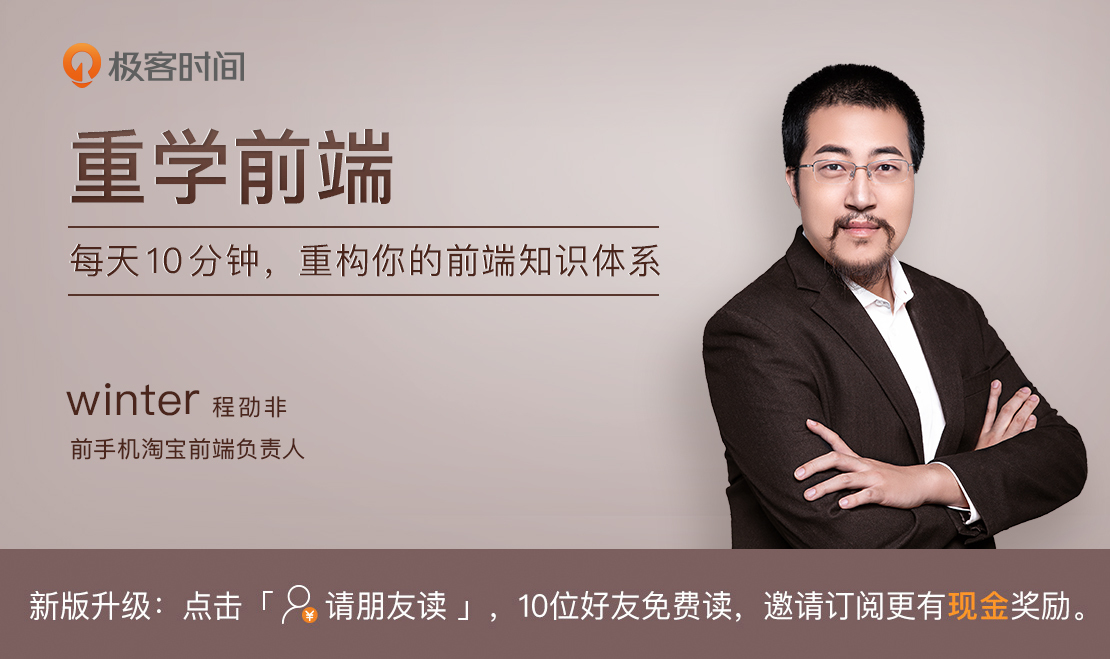 极客时间
重学前端
每天10分钟，重构你的前端知识体系
winter 程劭非
前手机淘宝前端负责人
新版升级：点击「 请朋友读 」，10位好友免费读，邀请订阅更有现金奖励。